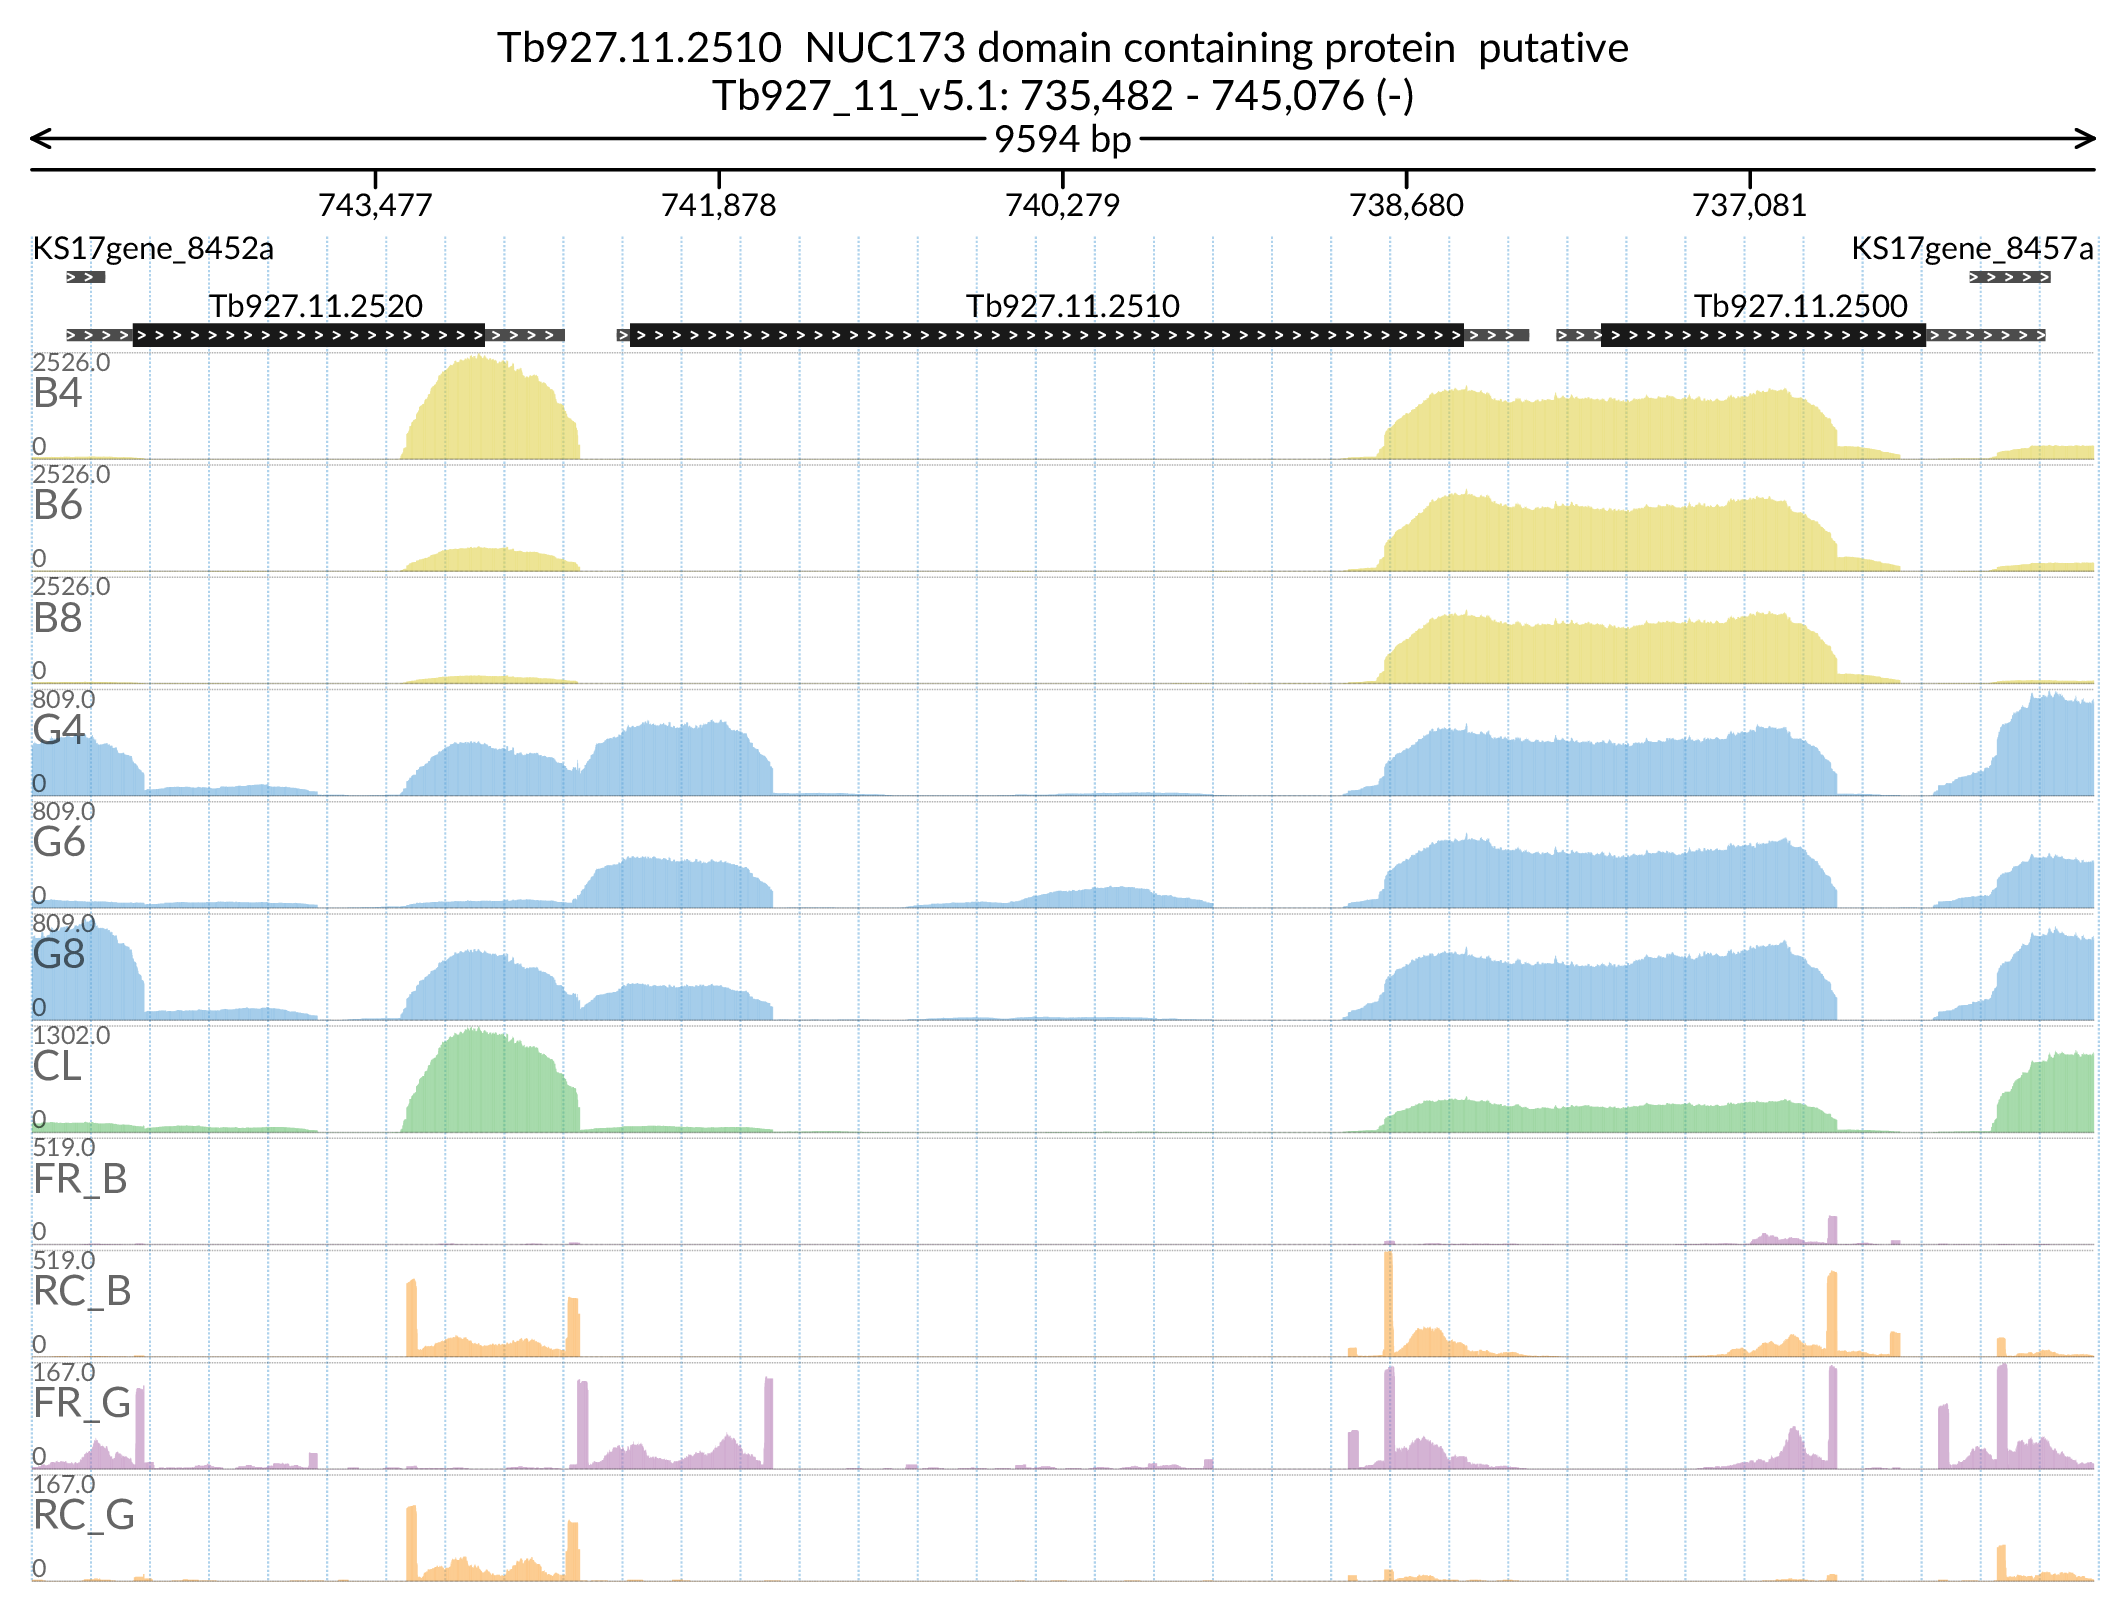 Tb927.11.2510  NUC173 domain containing protein  putative
Tb927_11_v5.1: 735,482 - 745,076 (-)
9594 bp
743,477 741,878 740,279 738,680 737,081
KS17gene_8452a KS17gene_8457a
Tb927.11.2520 Tb927.11.2510 Tb927.11.2500
2526.0
B4
0
2526.0
B6
0
2526.0
B8
0
809.0
G4
0
809.0
G6
0
809.0
G8
0
1302.0
CL
0
519.0
FR_B
0
519.0
RC_B
0
167.0
FR_G
0
167.0
RC_G
0